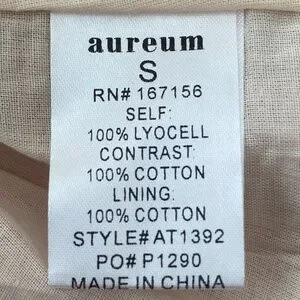 aureum
S
RN# 167156
SELF:
100% LYOCELL
CONTRAST:
100% COTTON
LINING:
100% COTTON
STYLE# AT1392
PO# P1290
MADE IN CHINA